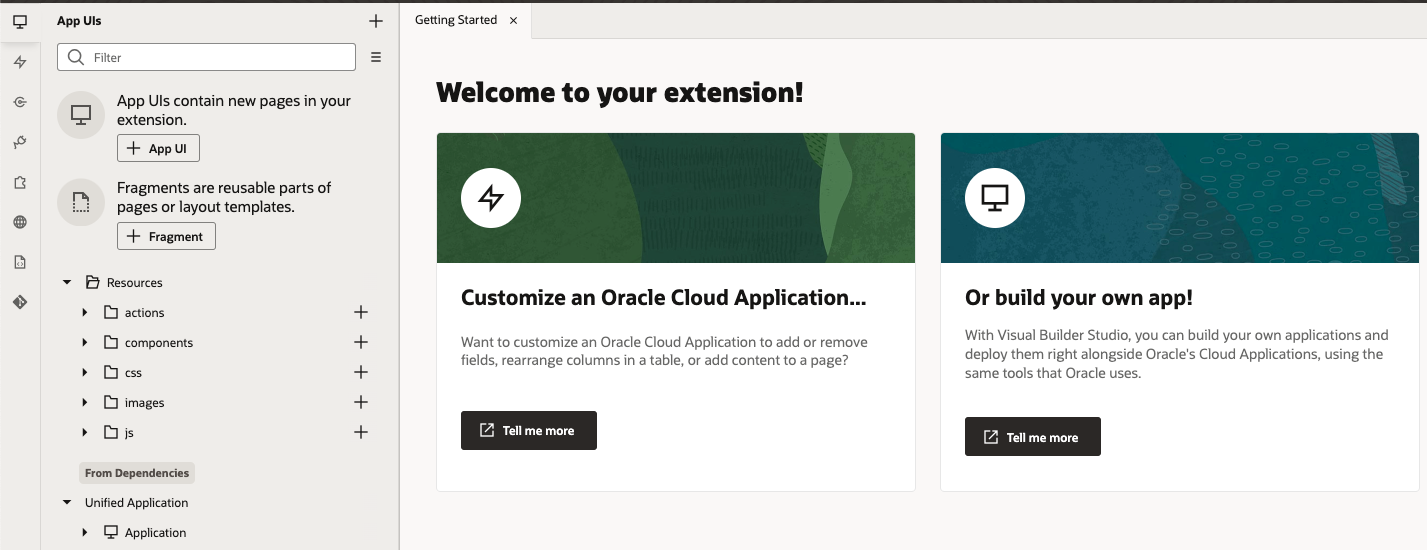 App UIs
Filter
App UIs contain new pages in your
extension.
App UI
Fragments are reusable parts of
pages or layout templates.
Fragment
Resources
actions
components
css
images
js
From Dependencies
Unified Application
Application
Getting Started
Welcome to your extension!
Customize an Oracle Cloud Application...
Want to customize an Oracle Cloud Application to add or remove
fields, rearrange columns in a table, or add content to a page?
Tell me more
Or build your own app!
With Visual Builder Studio, you can build your own applications and
deploy them right alongside Oracle's Cloud Applications, using the
same tools that Oracle uses.
Tell me more